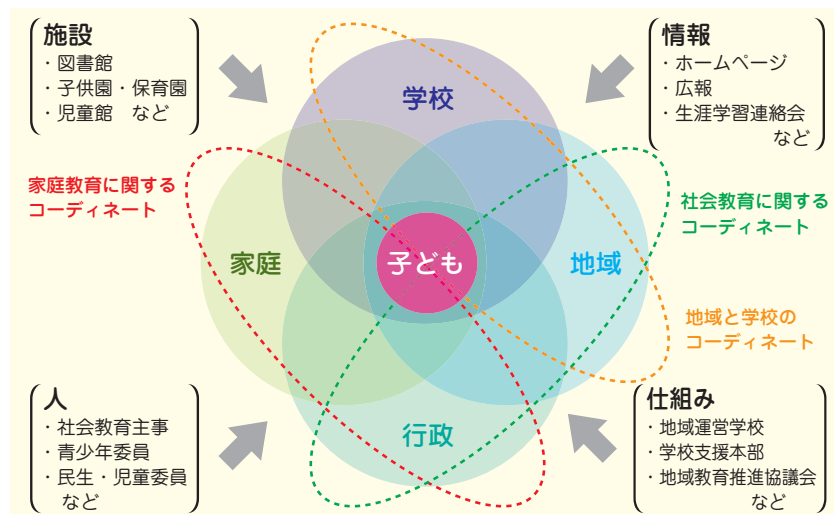 施設
・図書館
・子供園・保育園
・児童館　など
情報
・ホームページ
・広報
・生涯学習連絡会
など
学校
家庭教育に関する
コーディネート
社会教育に関する
コーディネート
家庭
子ども
地域
地域と学校の
コーディネート
行政
人
・社会教育主事
・青少年委員
・民生・児童委員
など
仕組み
・地域運営学校
・学校支援本部
・地域教育推進協議会
など